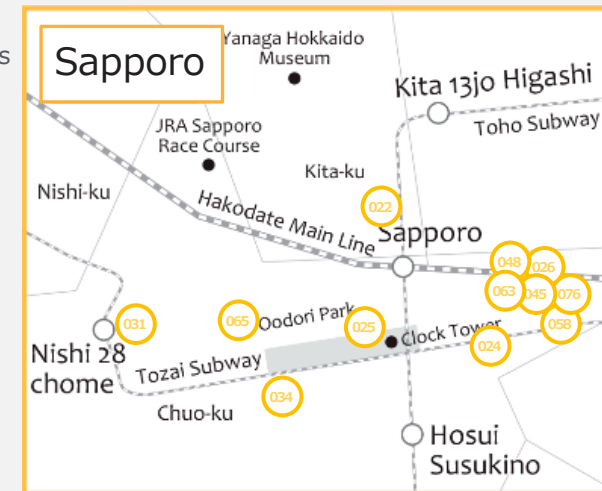 s
Sapporo
Yanaga Hokkaido
Museum
Kita 13jo Higashi
Toho Subway
JRA Sapporo
Race Course
Kita-ku
Nishi-ku
022
Hakodate Main Line
Sapporo
048
026
063
045
076
031
065
Oodori Park
025
Clock Tower
058
024
Nishi 28
chome
Tozai Subway
034
Chuo-ku
Hosui
Susukino